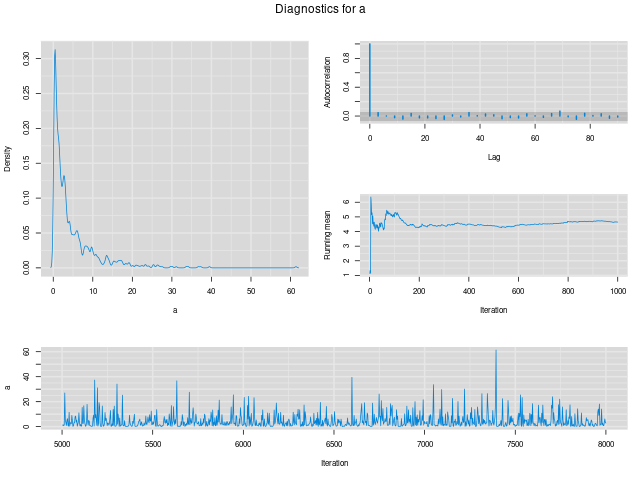 Diagnostics for a
Density
0.00 0.05 0.10 0.15 0.20 0.25 0.30
0 10 20 30 40 50 60
a
Autocorrelation
0.0 0.4 0.8
0 20 40 60 80
Lag
Running mean
1 2 3 4 5 6
0 200 400 600 800 1000
Iteration
a
0 20 40 60
5000 5500 6000 6500 7000 7500 8000
Iteration